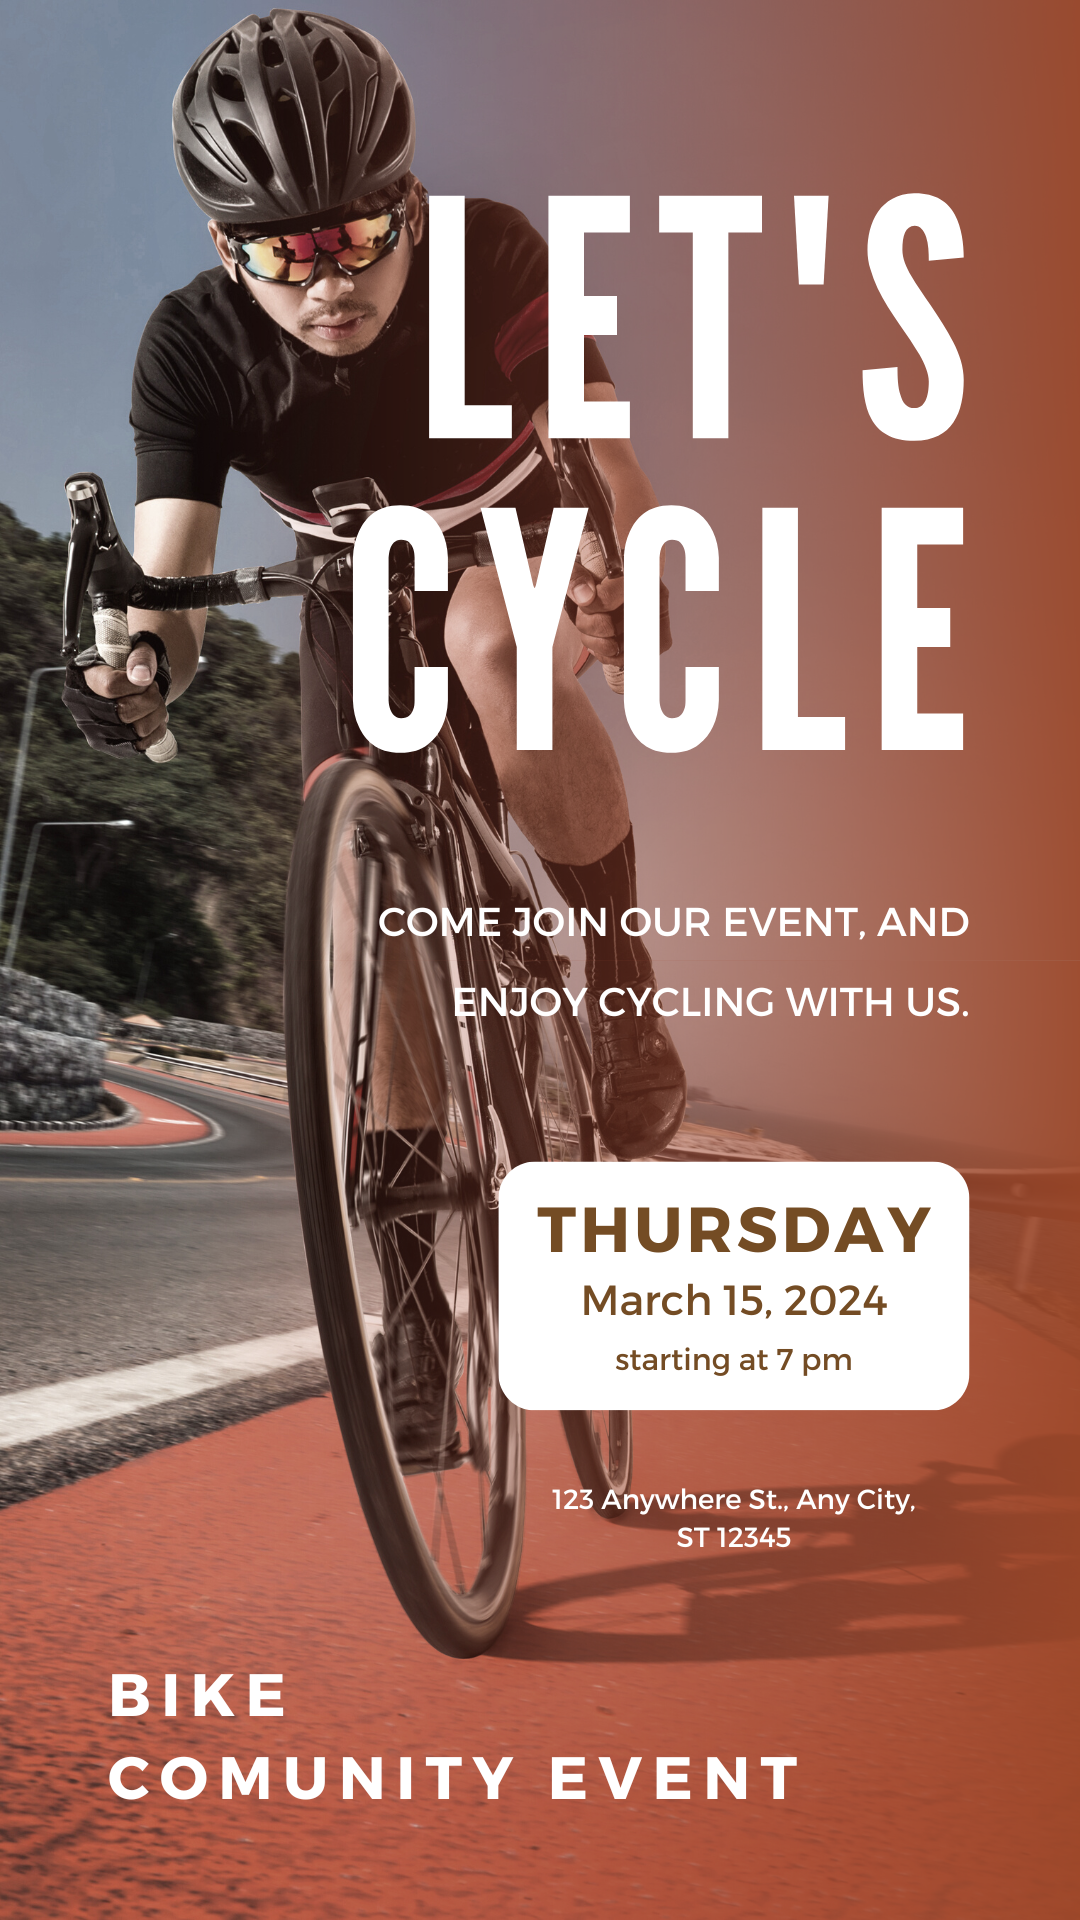 LET'S
CYCLE
COME JOIN OUR EVENT, AND
ENJOY CYCLING WITH US.
THURSDAY
March 15, 2024
starting at 7 pm
123 Anywhere St., Any City,
ST 12345
BIKE
COMUNITY EVENT